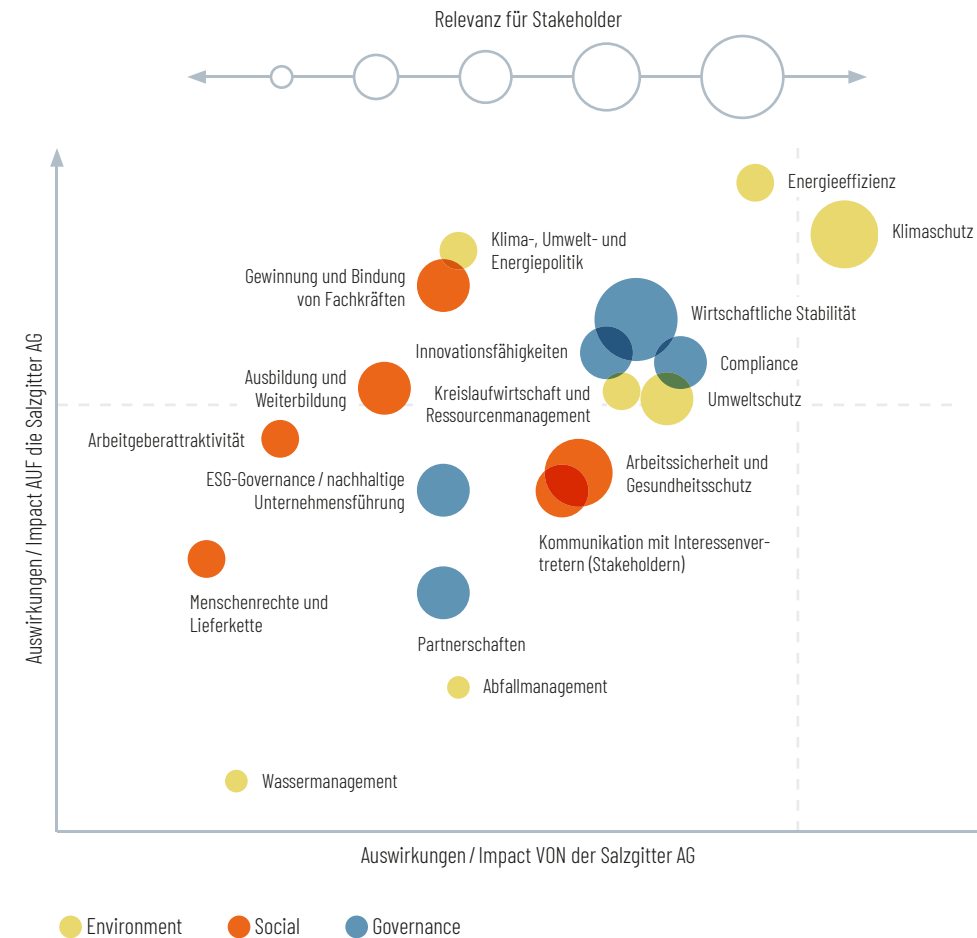 Relevanz für Stakeholder
Energieeffizienz
Klimaschutz
Klima-, Umwelt- und
Energiepolitik
Gewinnung und Bindung
von Fachkräften
Wirtschaftliche Stabilität
Innovationsfähigkeiten
Compliance
Ausbildung und
Weiterbildung
Kreislaufwirtschaft und
Ressourcenmanagement
Umweltschutz
Arbeitgeberattraktivität
Arbeitssicherheit und
Gesundheitsschutz
ESG-Governance / nachhaltige
Unternehmensführung
Kommunikation mit Interessenver-
tretern (Stakeholdern)
Menschenrechte und
Lieferkette
Partnerschaften
Abfallmanagement
Wassermanagement
Auswirkungen / Impact AUF die Salzgitter AG
Auswirkungen / Impact VON der Salzgitter AG
Environment
Social
Governance